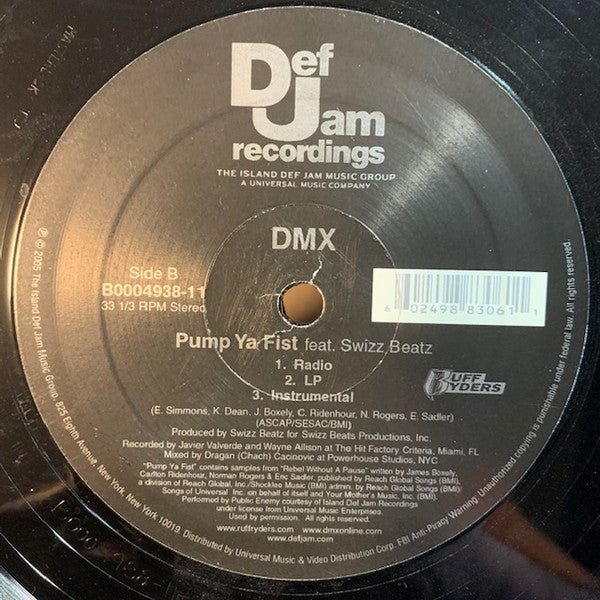 Def
Jam
recordings
THE ISLAND DEF JAM MUSIC GROUP
A UNIVERSAL MUSIC COMPANY
DMX
Side B
B0004938-11
33 1/3 RPM Stereo
6 02498 83061 1
Pump Ya Fist feat. Swizz Beatz
1. Radio
2. LP
3. Instrumental
RUFF
RYDERS
(E. Simmons, K. Dean, J. Boxely, C. Ridenhour, N. Rogers, E. Sadler)
(ASCAP/SESAC/BMI)
Produced by Swizz Beatz for Swizz Beats Productions, Inc.
Recorded by Javier Valverde and Wayne Allison at The Hit Factory Criteria, Miami, FL
Mixed by Dragan (Chach) Cacinovic at Powerhouse Studios, NYC
"Pump Ya Fist" contains samples from "Rebel Without A Pause" written by James Boxely,
Carlton Ridenhour, Norman Rogers & Eric Sadler, published by Reach Global Songs (BMI),
a division of Reach Global Inc./Shocklee Music (BMI) admin. by Reach Global Songs (BMI)/
Songs of Universal Inc. on behalf of itself and Your Mother's Music, Inc. (BMI).
Performed by Public Enemy courtesy of Island Def Jam Recordings
under license from Universal Music Enterprises.
Used by permission. All rights reserved.
www.ruffryders.com www.dmxonline.com
www.defjam.com
℗ © 2005 The Island Def Jam Music Group, 825 Eighth Avenue, New York, New York 10019. Distributed by Universal Music & Video Distribution Corp. FBI Anti-Piracy Warning: Unauthorized copying is punishable under federal law. All rights reserved.